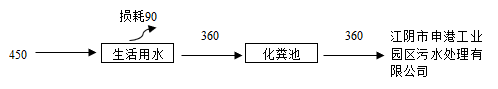 损耗90
450
生活用水
360
化粪池
360
江阴市申港工业
园区污水处理有
限公司